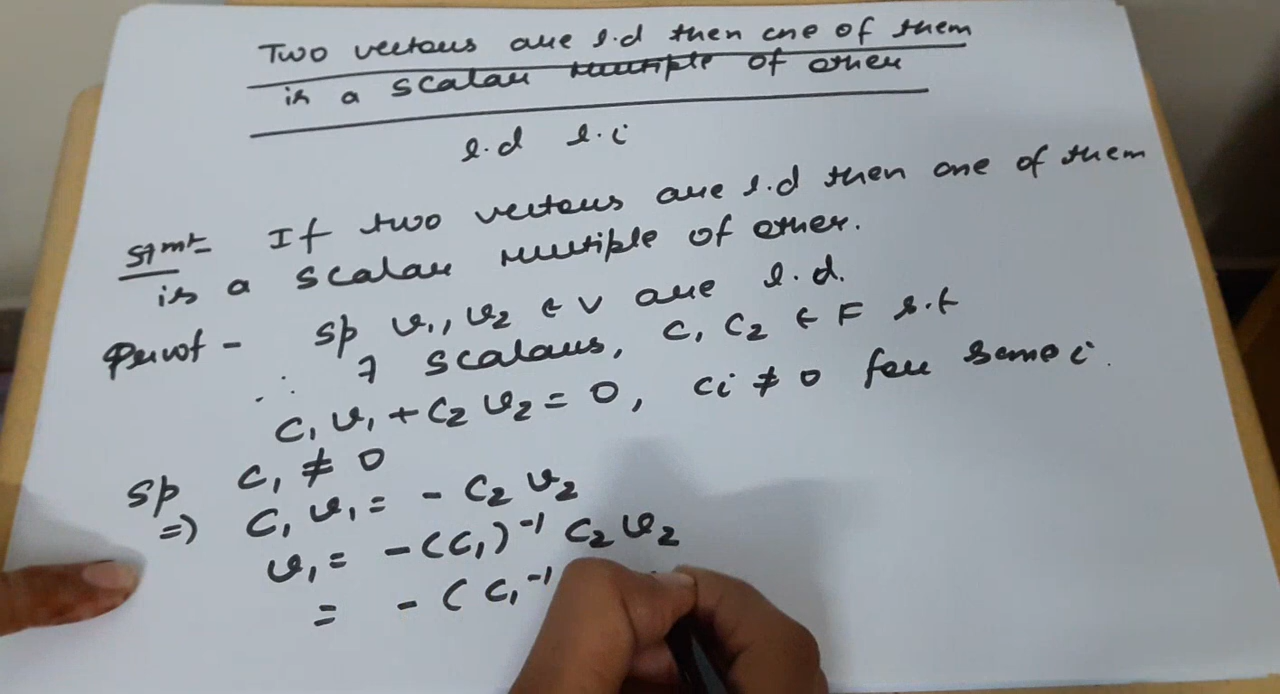 Two vectors are l.d then one of them
is a scalar multiple of other
l.d l.i
Stmt- If two vectors are l.d then one of them
is a scalar multiple of other.
Proof - Sp v₁, v₂ ∈ V are l.d.
∴ ∃ scalars, C₁ C₂ ∈ F s.t
C₁ v₁ + C₂ v₂ = 0, Ci ≠ 0 for some i.
Sp C₁ ≠ 0
=) C₁ v₁ = - C₂ v₂
v₁ = -(C₁)⁻¹ C₂ v₂
= - ( C₁⁻¹